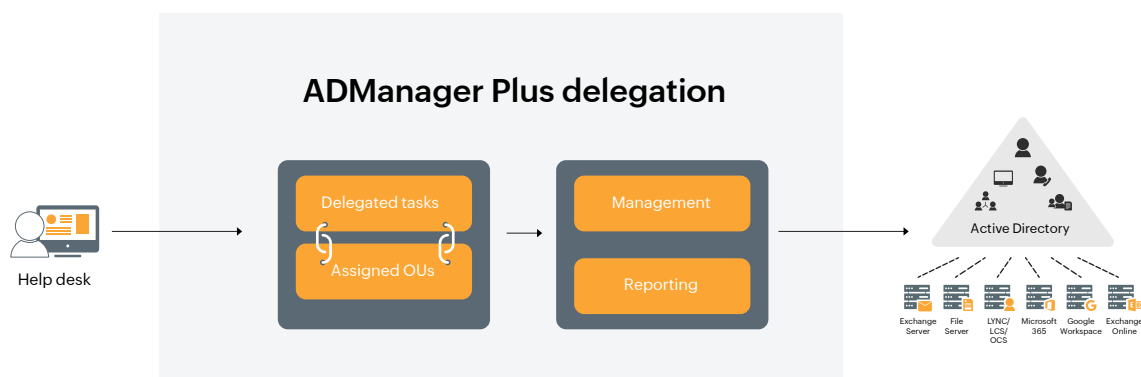 ADManager Plus delegation
Delegated tasks
Assigned OUs
Management
Reporting
Help desk
Active Directory
Exchange
Server
File
Server
LYNC/
LCS/
OCS
Microsoft
365
Google
Workspace
Exchange
Online